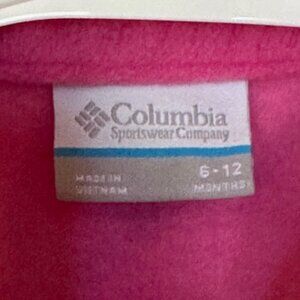 Columbia
Sportswear Company
MADE IN 6-12
VIETNAM MONTHS